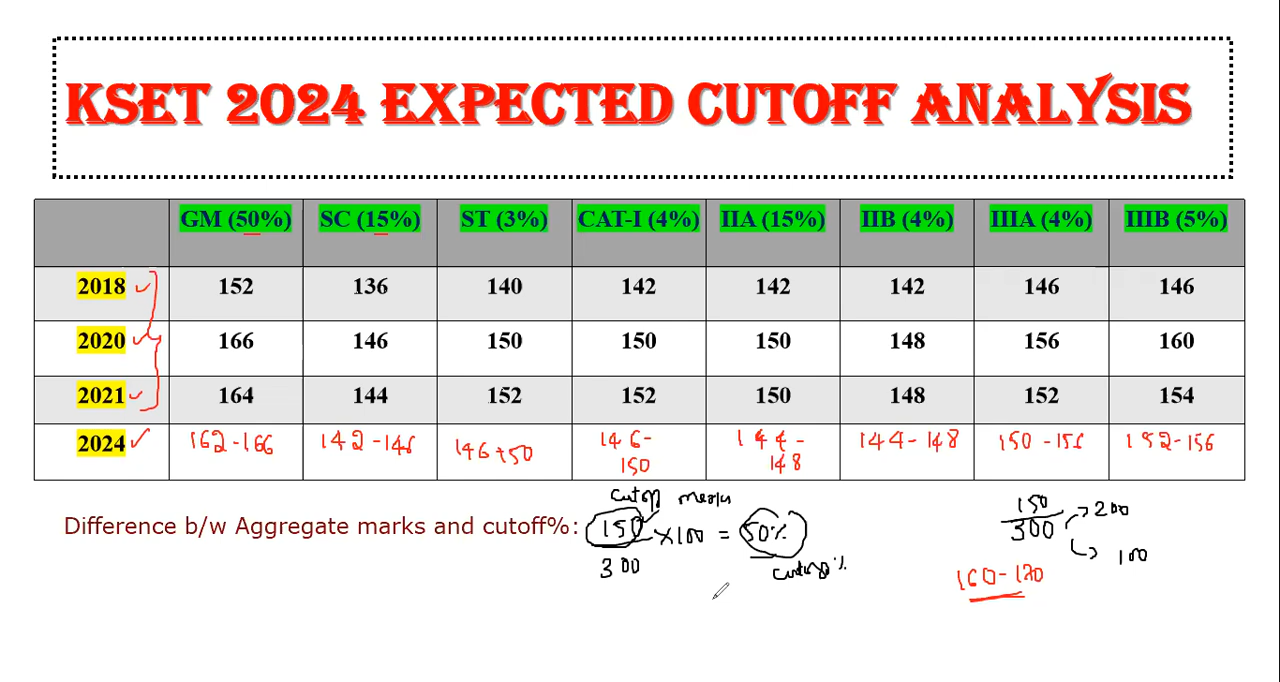 KSET 2024 EXPECTED CUTOFF ANALYSIS
GM (50%) SC (15%) ST (3%) CAT-I (4%) IIA (15%) IIB (4%) IIIA (4%) IIIB (5%)
2018 152 136 140 142 142 142 146 146
2020 166 146 150 150 150 148 156 160
2021 164 144 152 152 150 148 152 154
2024 162-166 142-146 146-150 146- 144- 144-148 150-156 152-156
150 148
cutoff marks
Difference b/w Aggregate marks and cutoff%: 150 ×100 = 50%
300
cutoff %
150
300 200
100
160-170